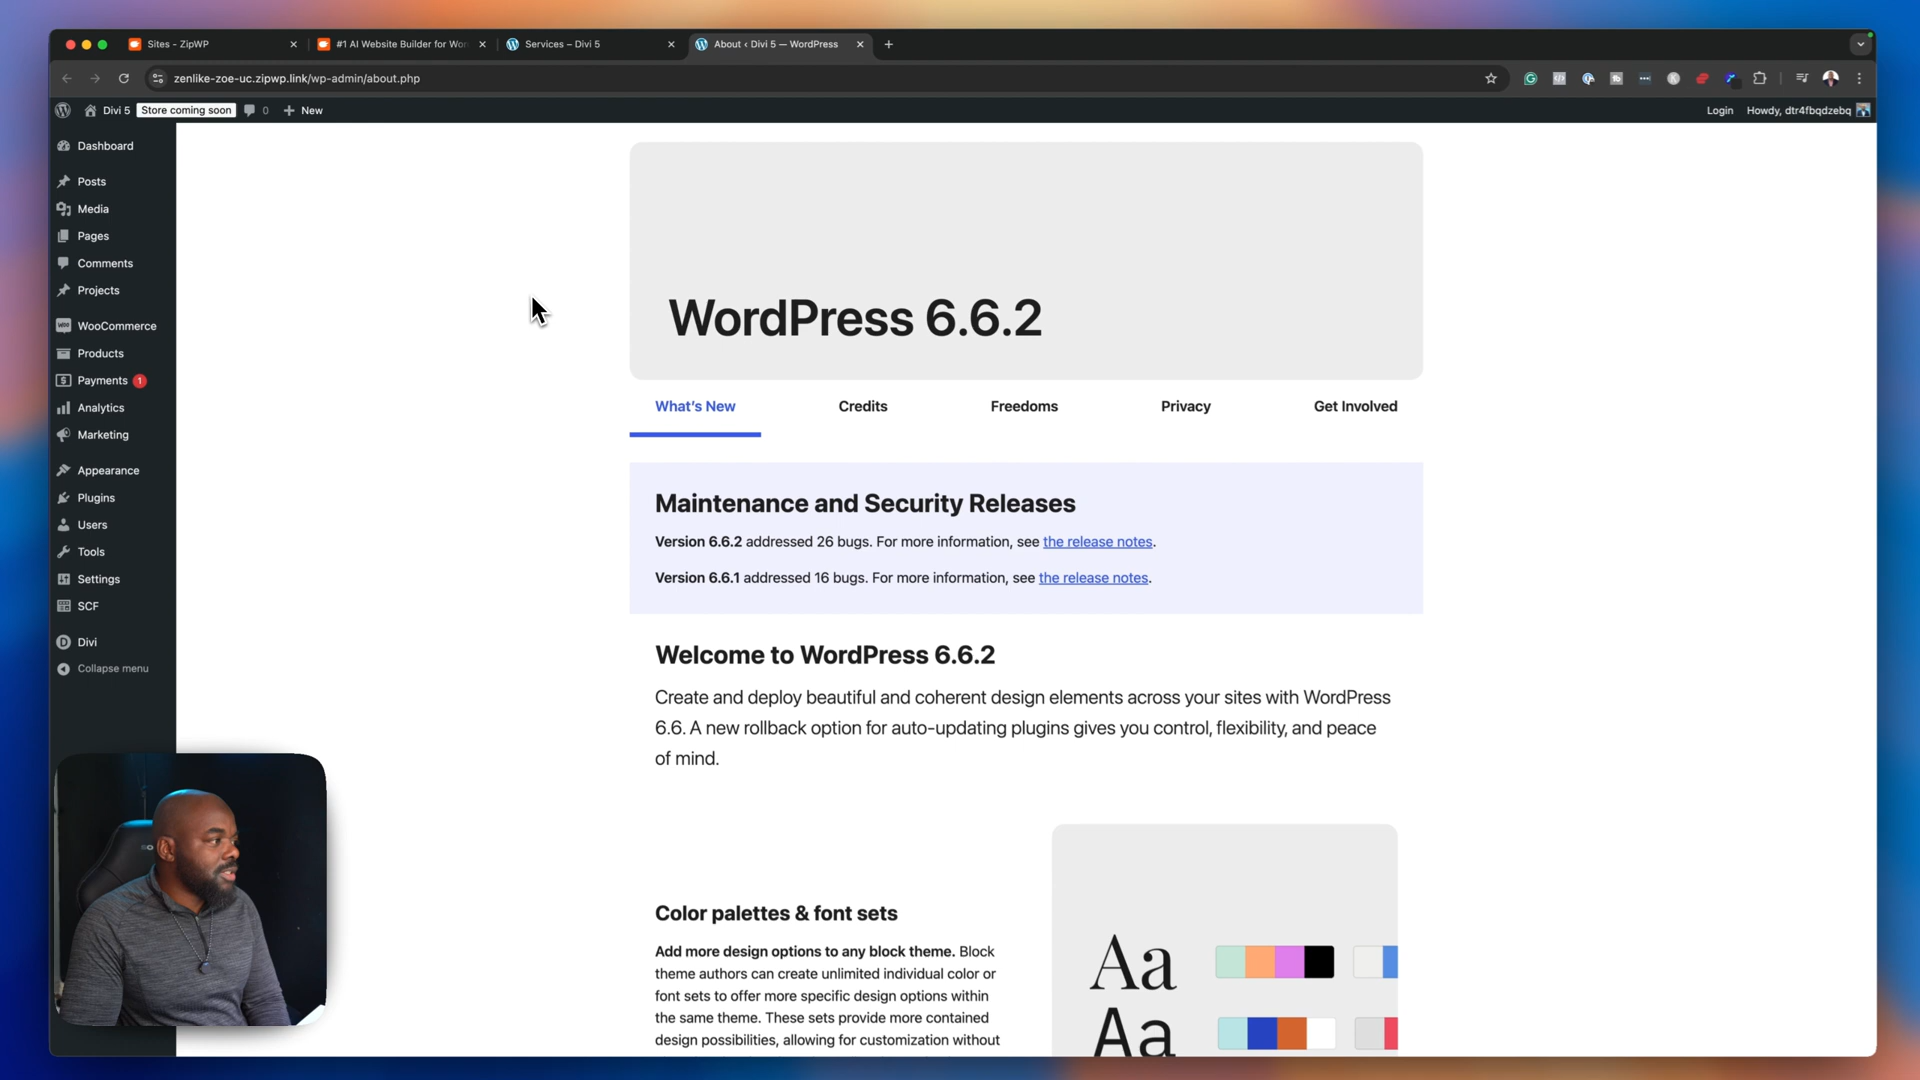 Sites - ZipWP
#1 AI Website Builder for Wor
Services – Divi 5
About ‹ Divi 5 — WordPress
zenlike-zoe-uc.zipwp.link/wp-admin/about.php
Divi 5
Store coming soon
0
New
Login
Howdy, dtr4fbqdzebq
Dashboard
Posts
Media
Pages
Comments
Projects
WooCommerce
Products
Payments 1
Analytics
Marketing
Appearance
Plugins
Users
Tools
Settings
SCF
Divi
Collapse menu
WordPress 6.6.2
What's New
Credits
Freedoms
Privacy
Get Involved
Maintenance and Security Releases
Version 6.6.2 addressed 26 bugs. For more information, see the release notes.
Version 6.6.1 addressed 16 bugs. For more information, see the release notes.
Welcome to WordPress 6.6.2
Create and deploy beautiful and coherent design elements across your sites with WordPress
6.6. A new rollback option for auto-updating plugins gives you control, flexibility, and peace
of mind.
Color palettes & font sets
Add more design options to any block theme. Block
theme authors can create unlimited individual color or
font sets to offer more specific design options within
the same theme. These sets provide more contained
design possibilities, allowing for customization without
Aa
Aa